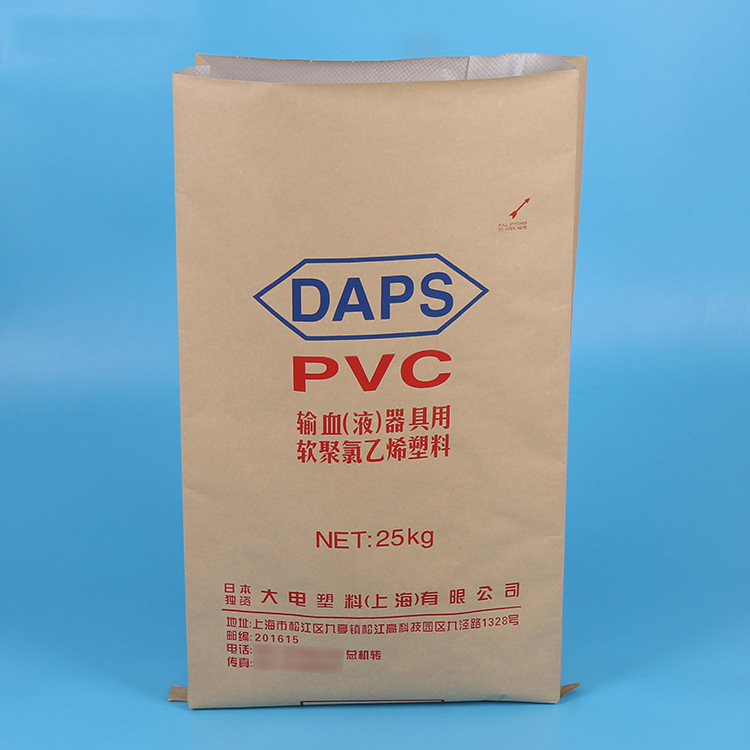 PULL STITCHES
TO OPEN HERE
DAPS
PVC
输血(液)器具用
软聚氯乙烯塑料
NET:25kg
日本独资 大电塑料(上海)有限公司
地址:上海市松江区九亭镇松江高科技园区九泾路1328号
邮编:201615
电话: 总机转
传真: